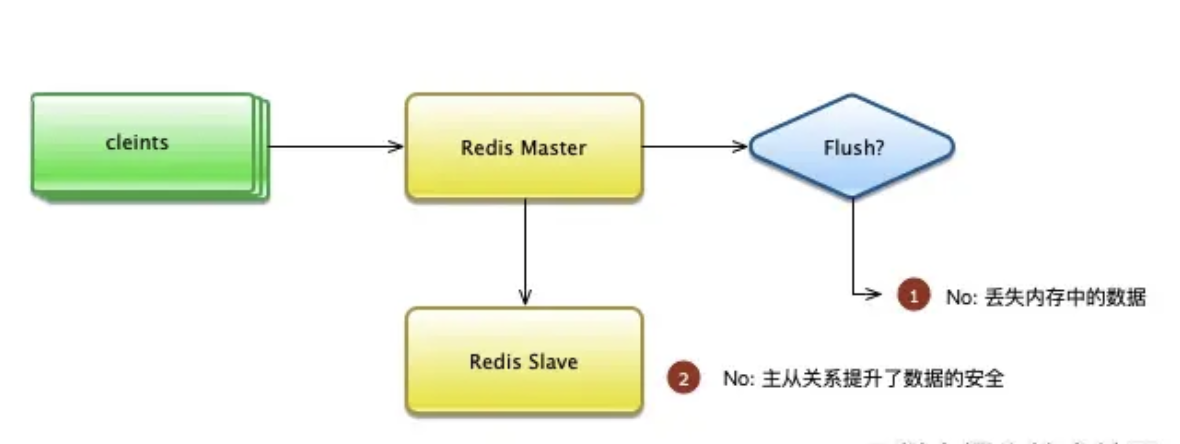 cleints
Redis Master
Flush?
1 No: 丢失内存中的数据
Redis Slave
2 No: 主从关系提升了数据的安全